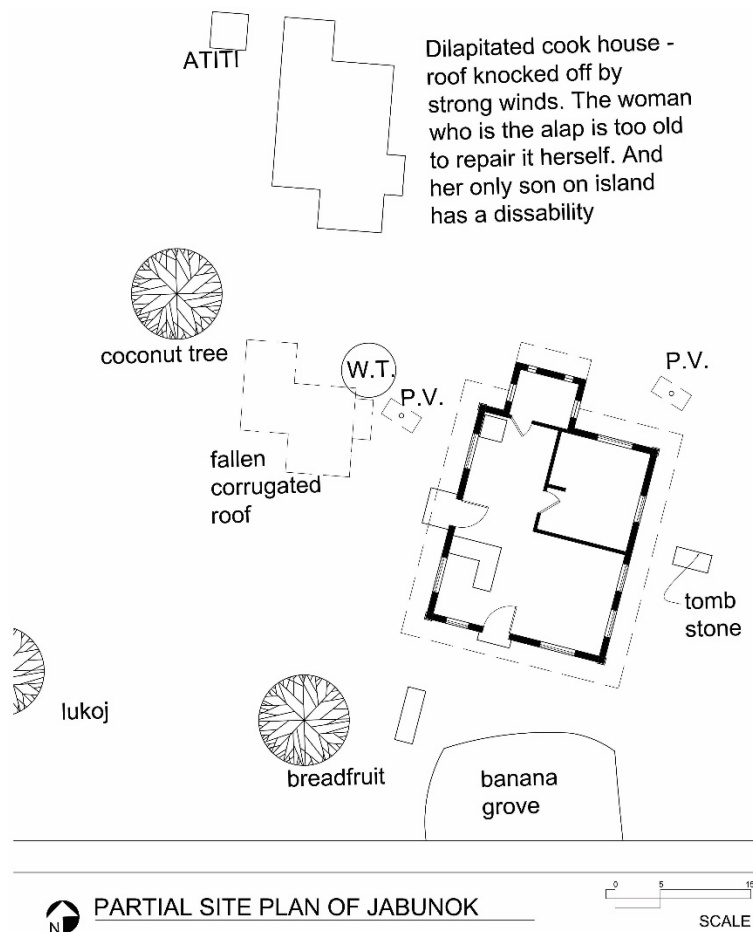 ATITI
Dilapitated cook house -
roof knocked off by
strong winds. The woman
who is the alap is too old
to repair it herself. And
her only son on island
has a dissability
coconut tree
W.T.
P.V.
P.V.
fallen
corrugated
roof
tomb
stone
lukoj
breadfruit
banana
grove
N
PARTIAL SITE PLAN OF JABUNOK
0 5 15
SCALE